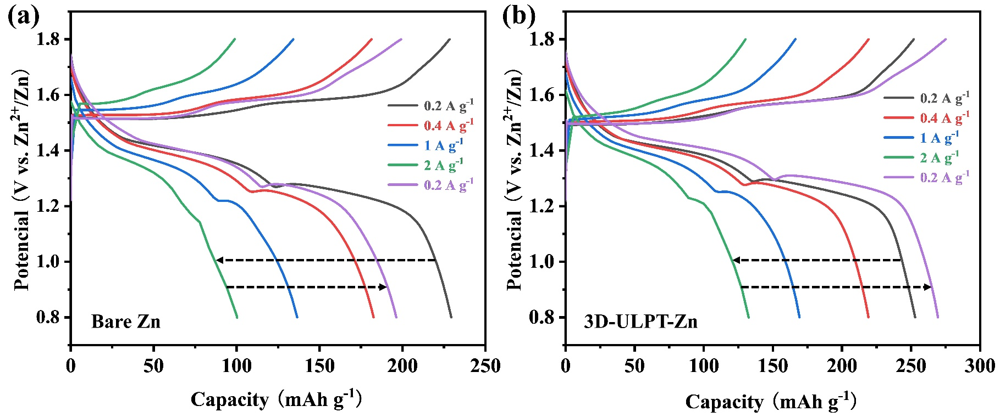 (a)
Potencial (V vs. Zn²⁺/Zn)
1.8
1.6
1.4
1.2
1.0
0.8
0.2 A g⁻¹
0.4 A g⁻¹
1 A g⁻¹
2 A g⁻¹
0.2 A g⁻¹
Bare Zn
0 50 100 150 200 250
Capacity (mAh g⁻¹)
(b)
Potencial (V vs. Zn²⁺/Zn)
1.8
1.6
1.4
1.2
1.0
0.8
0.2 A g⁻¹
0.4 A g⁻¹
1 A g⁻¹
2 A g⁻¹
0.2 A g⁻¹
3D-ULPT-Zn
0 50 100 150 200 250 300
Capacity (mAh g⁻¹)